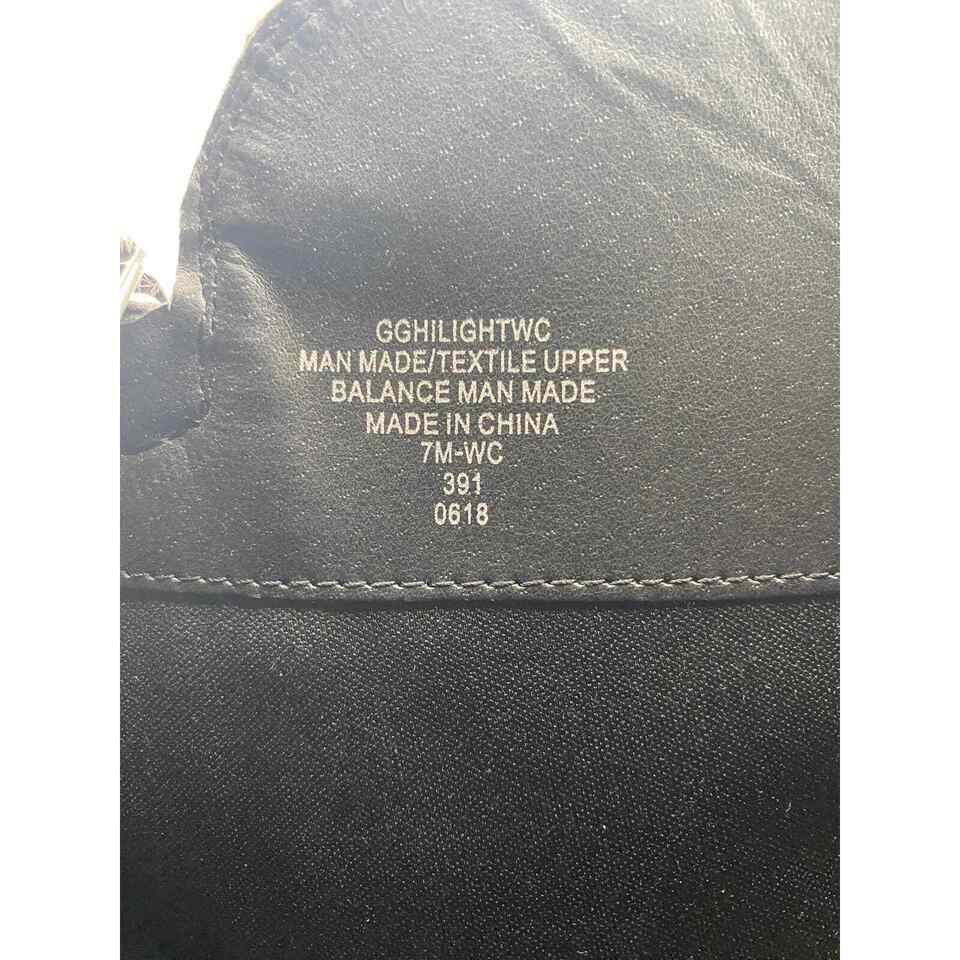 GGHILIGHTWC
MAN MADE/TEXTILE UPPER
BALANCE MAN MADE
MADE IN CHINA
7M-WC
391
0618